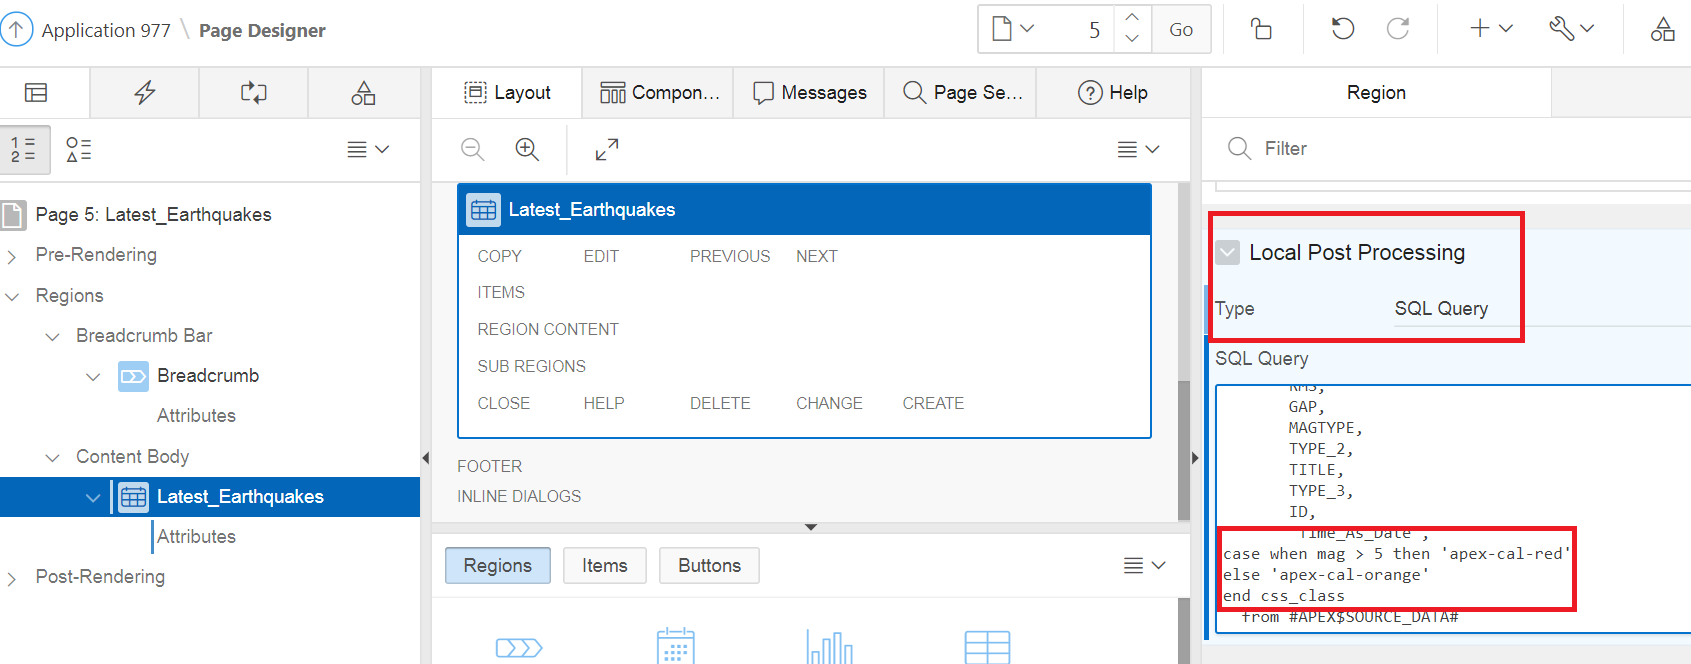 Application 977 \ Page Designer
5
Go
Layout
Compon...
Messages
Page Se...
Help
Region
1 =
2 =
Filter
Page 5: Latest_Earthquakes
Pre-Rendering
Regions
Breadcrumb Bar
Breadcrumb
Attributes
Content Body
Latest_Earthquakes
Attributes
Post-Rendering
Latest_Earthquakes
COPY EDIT PREVIOUS NEXT
ITEMS
REGION CONTENT
SUB REGIONS
CLOSE HELP DELETE CHANGE CREATE
FOOTER
INLINE DIALOGS
Regions Items Buttons
Local Post Processing
Type SQL Query
SQL Query
RMS,
GAP,
MAGTYPE,
TYPE_2,
TITLE,
TYPE_3,
ID,
"Time_As_Date",
case when mag > 5 then 'apex-cal-red'
else 'apex-cal-orange'
end css_class
from #APEX$SOURCE_DATA#